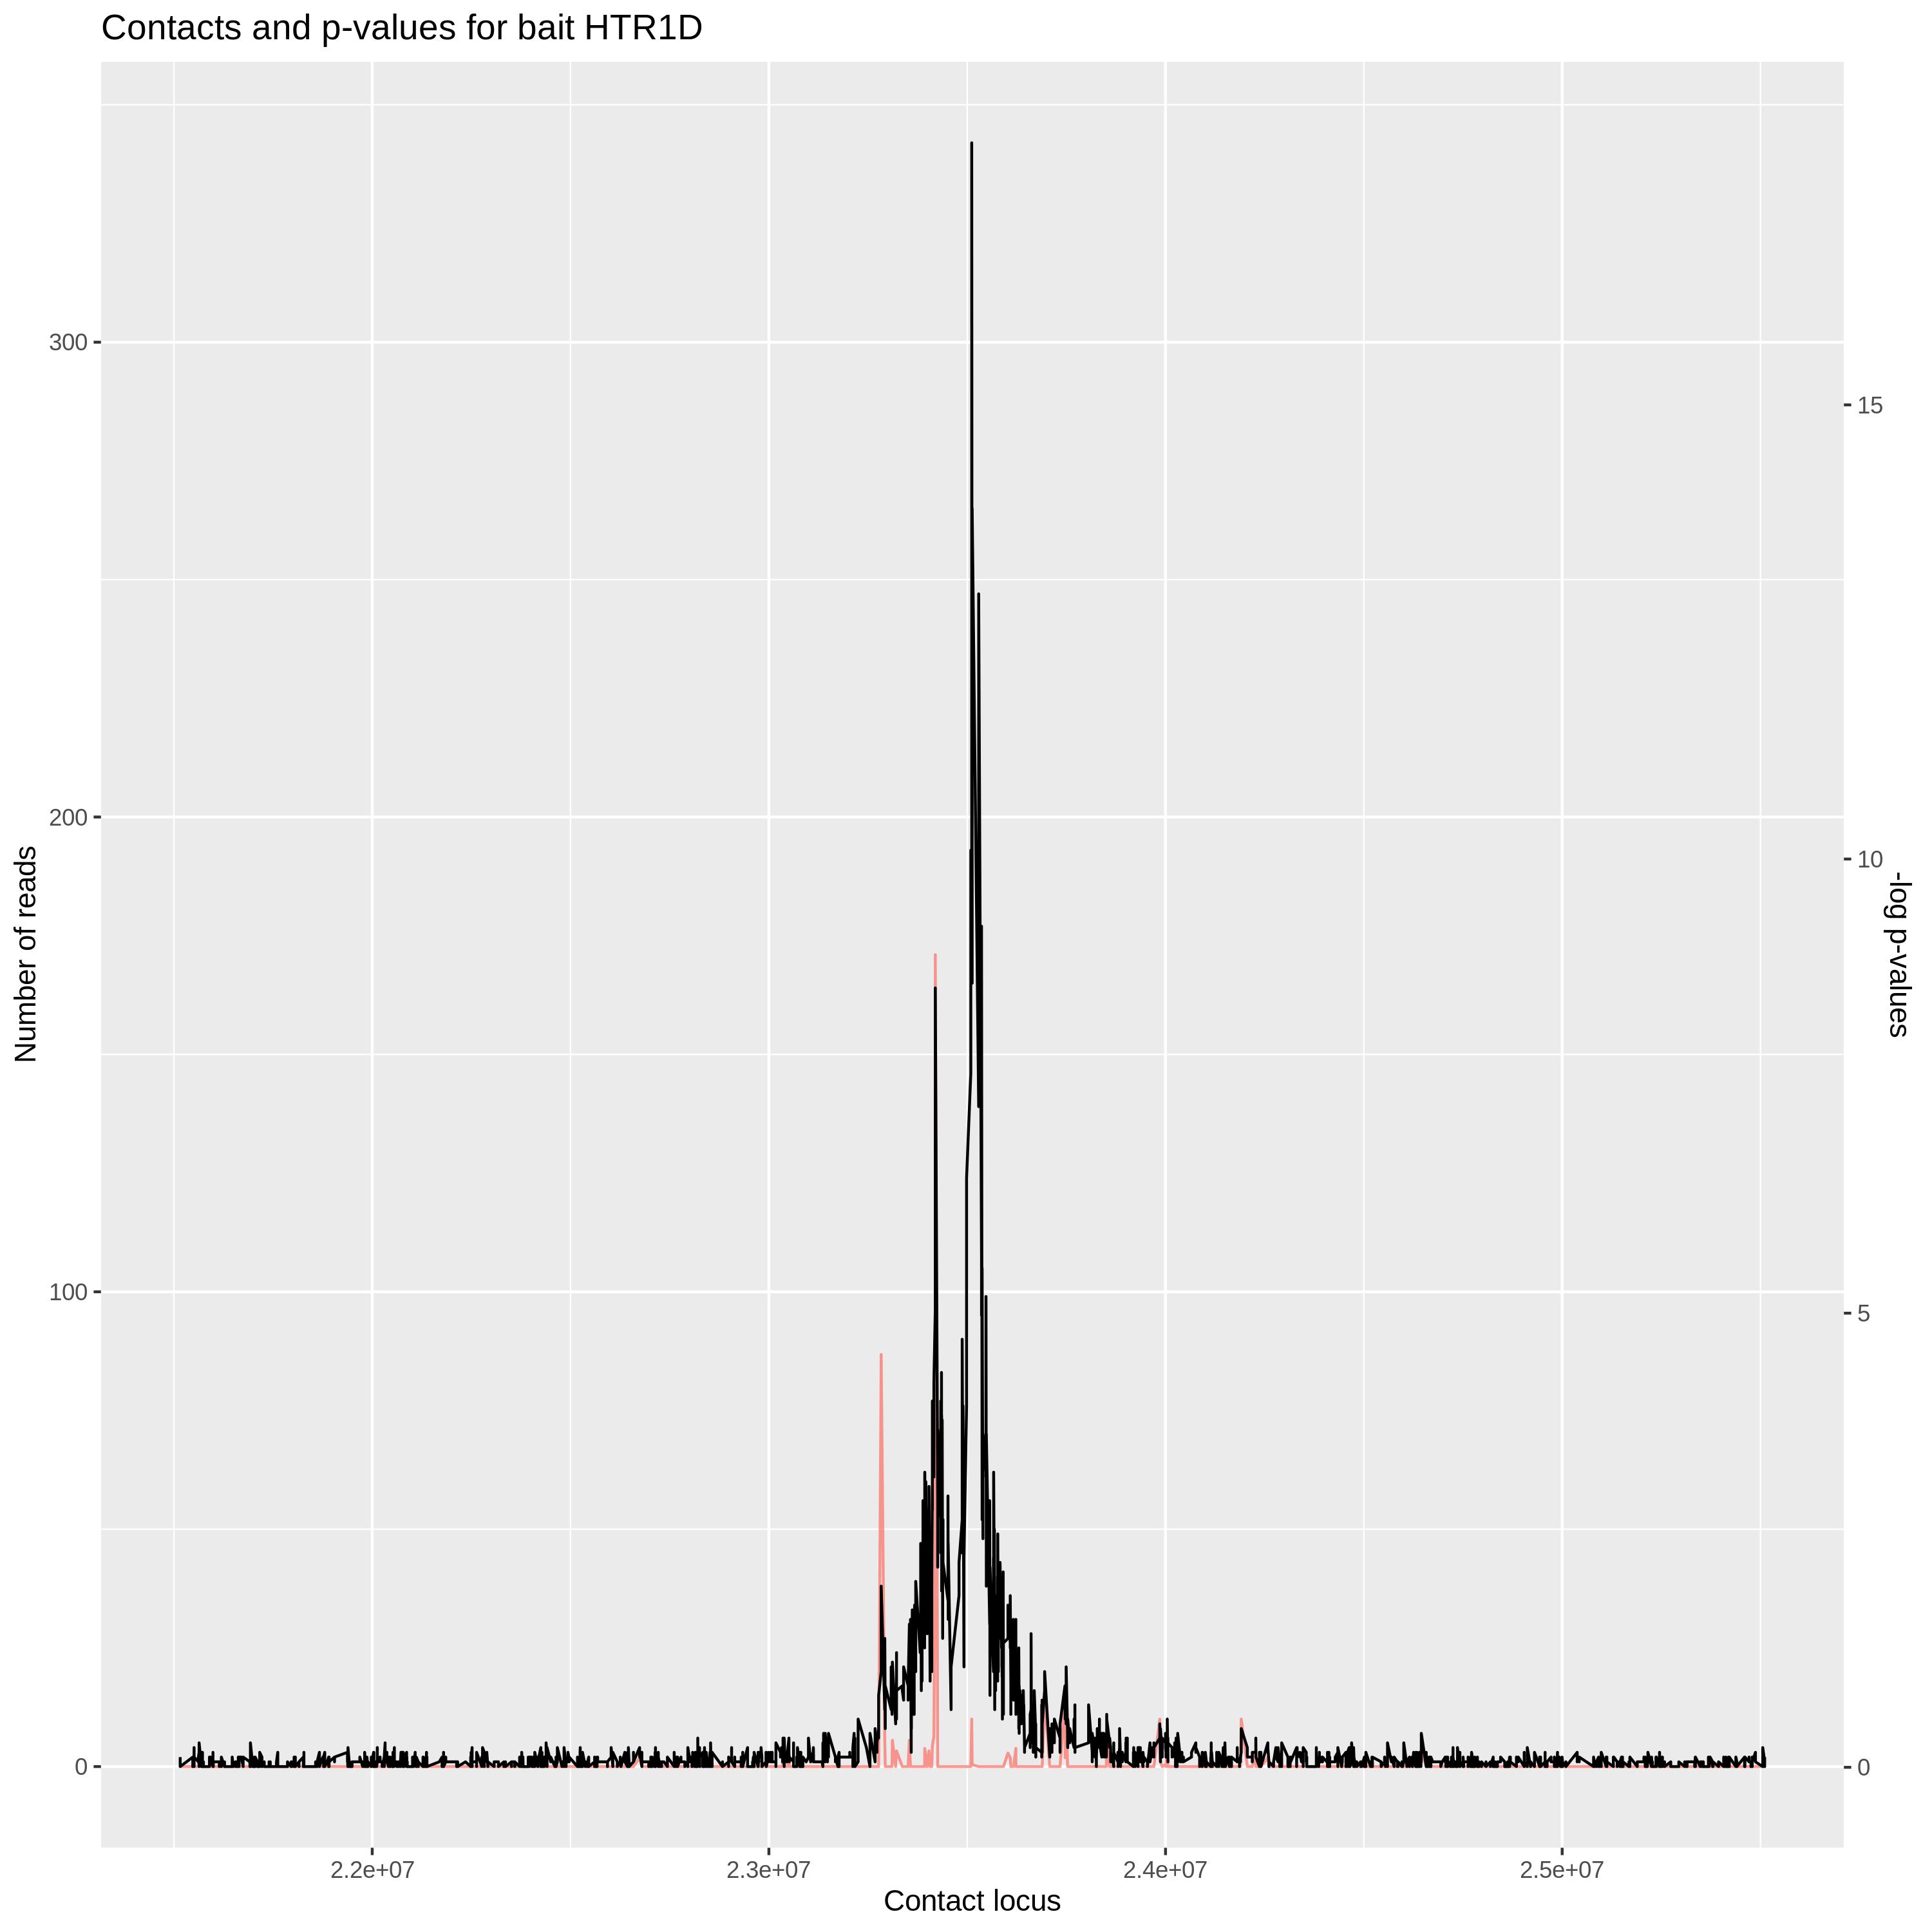 Contacts and p-values for bait HTR1D
Number of reads
300
200
100
0
15
10
5
0
-log p-values
2.2e+07
2.3e+07
2.4e+07
2.5e+07
Contact locus